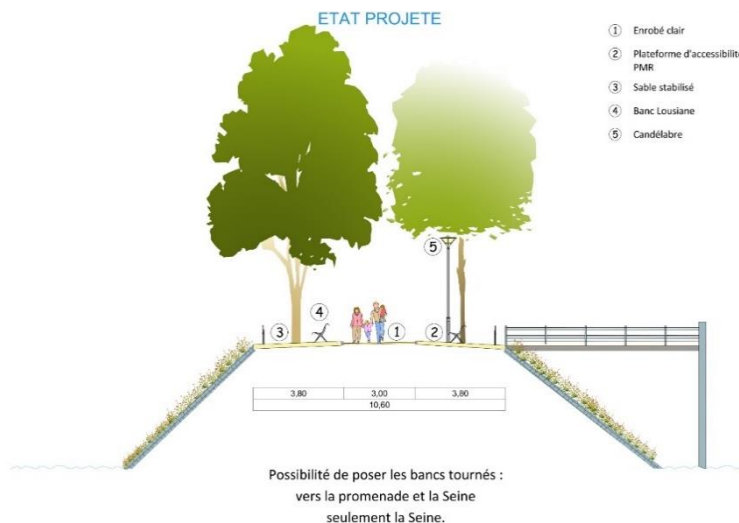 ETAT PROJETE
1 Enrobé clair
2 Plateforme d'accessibilité
PMR
3 Sable stabilisé
4 Banc Lousiane
5 Candélabre
5
4
3
1
2
3,80 3,00 3,80
10,60
Possibilité de poser les bancs tournés :
vers la promenade et la Seine
seulement la Seine.